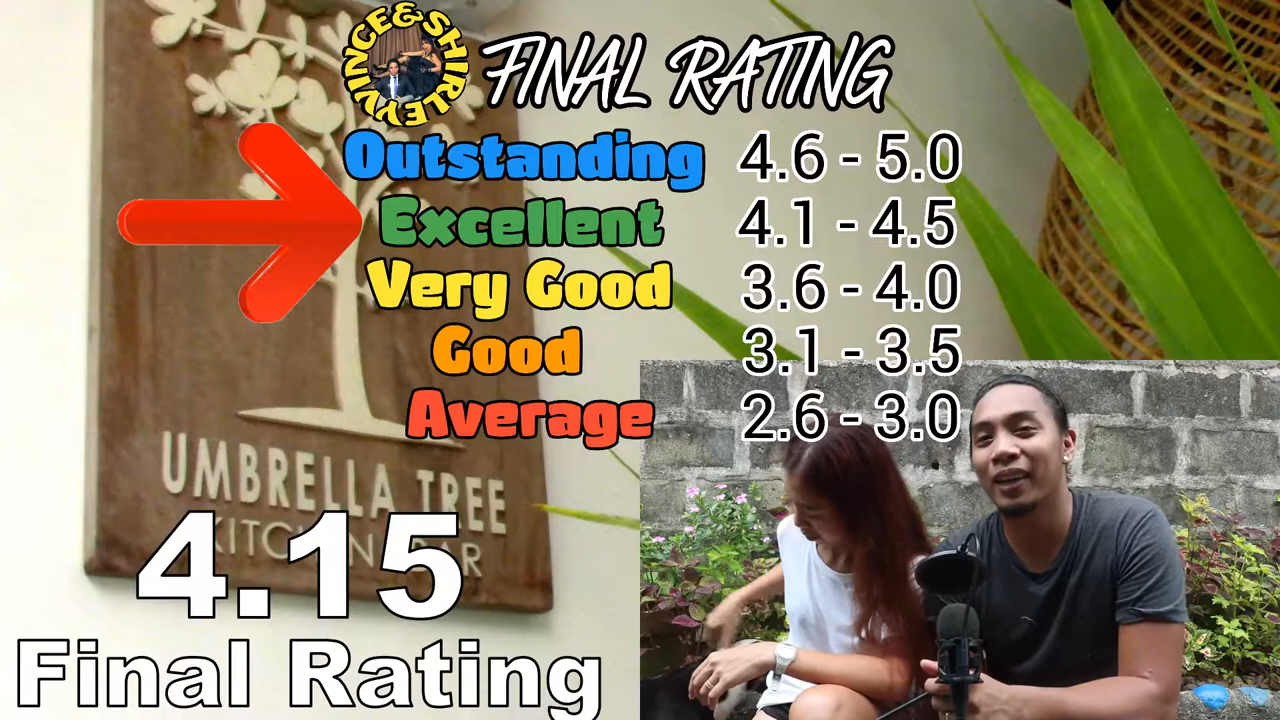 VINCE&SHIRLEY
FINAL RATING
Outstanding 4.6 - 5.0
Excellent 4.1 - 4.5
Very Good 3.6 - 4.0
Good 3.1 - 3.5
Average 2.6 - 3.0
UMBRELLA TREE
4.15
Final Rating